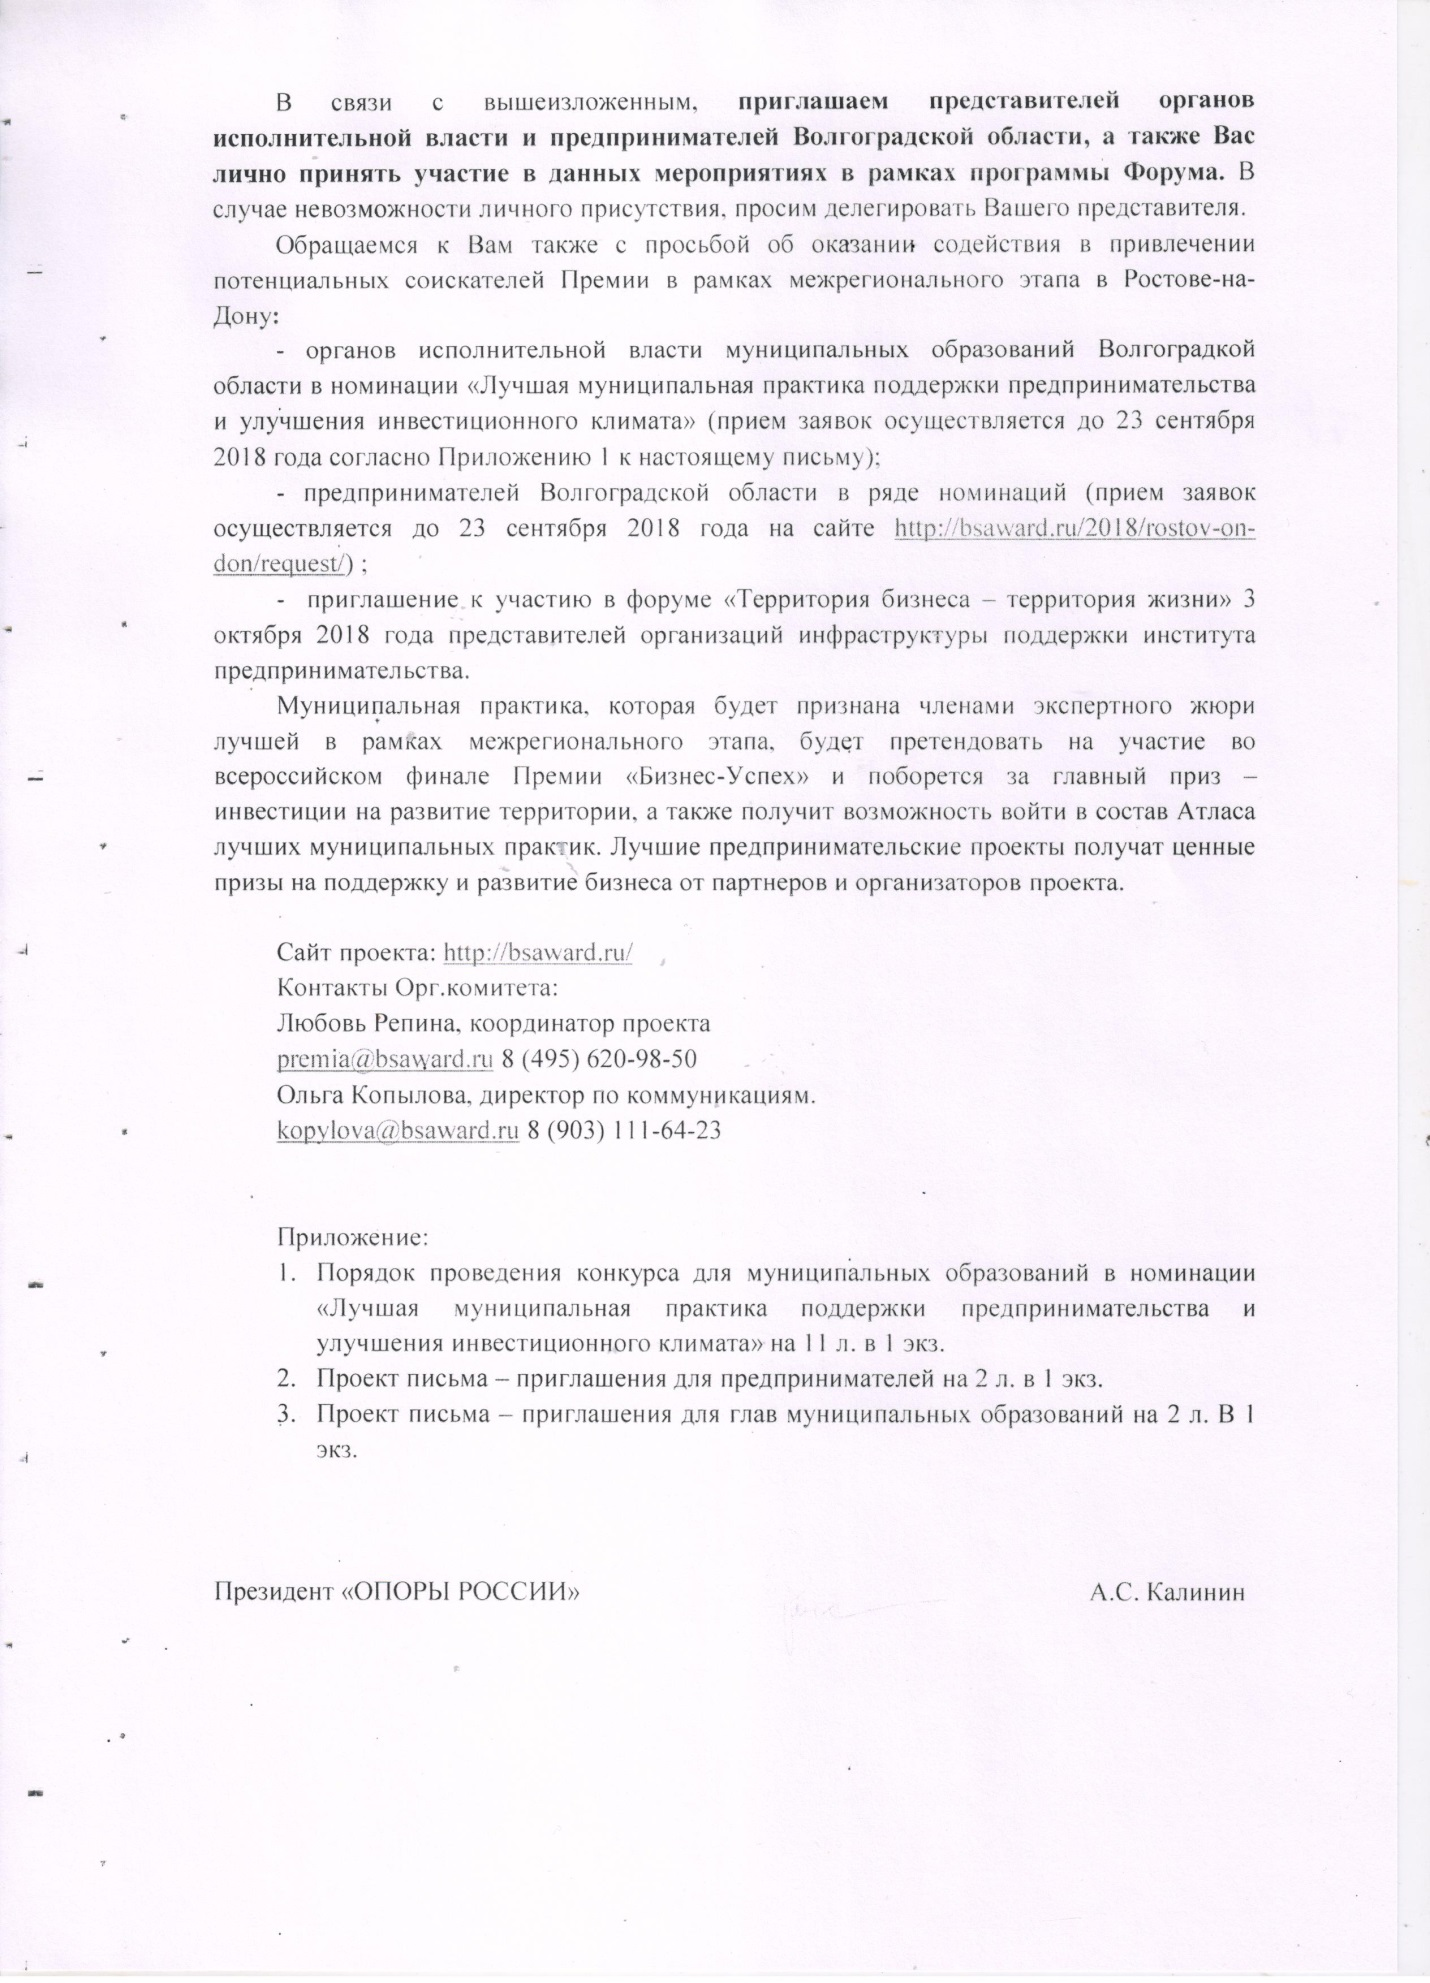 В связи с вышеизложенным, приглашаем представителей органов
исполнительной власти и предпринимателей Волгоградской области, а также Вас
лично принять участие в данных мероприятиях в рамках программы Форума. В
случае невозможности личного присутствия, просим делегировать Вашего представителя.
Обращаемся к Вам также с просьбой об оказании содействия в привлечении
потенциальных соискателей Премии в рамках межрегионального этапа в Ростове-на-
Дону:
- органов исполнительной власти муниципальных образований Волгоградкой
области в номинации «Лучшая муниципальная практика поддержки предпринимательства
и улучшения инвестиционного климата» (прием заявок осуществляется до 23 сентября
2018 года согласно Приложению 1 к настоящему письму);
- предпринимателей Волгоградской области в ряде номинаций (прием заявок
осуществляется до 23 сентября 2018 года на сайте http://bsaward.ru/2018/rostov-on-
don/request/) ;
- приглашение к участию в форуме «Территория бизнеса – территория жизни» 3
октября 2018 года представителей организаций инфраструктуры поддержки института
предпринимательства.
Муниципальная практика, которая будет признана членами экспертного жюри
лучшей в рамках межрегионального этапа, будет претендовать на участие во
всероссийском финале Премии «Бизнес-Успех» и поборется за главный приз –
инвестиции на развитие территории, а также получит возможность войти в состав Атласа
лучших муниципальных практик. Лучшие предпринимательские проекты получат ценные
призы на поддержку и развитие бизнеса от партнеров и организаторов проекта.
Сайт проекта: http://bsaward.ru/
Контакты Орг.комитета:
Любовь Репина, координатор проекта
premia@bsaward.ru 8 (495) 620-98-50
Ольга Копылова, директор по коммуникациям.
kopylova@bsaward.ru 8 (903) 111-64-23
Приложение:
1. Порядок проведения конкурса для муниципальных образований в номинации
«Лучшая муниципальная практика поддержки предпринимательства и
улучшения инвестиционного климата» на 11 л. в 1 экз.
2. Проект письма – приглашения для предпринимателей на 2 л. в 1 экз.
3. Проект письма – приглашения для глав муниципальных образований на 2 л. В 1
экз.
Президент «ОПОРЫ РОССИИ» А.С. Калинин